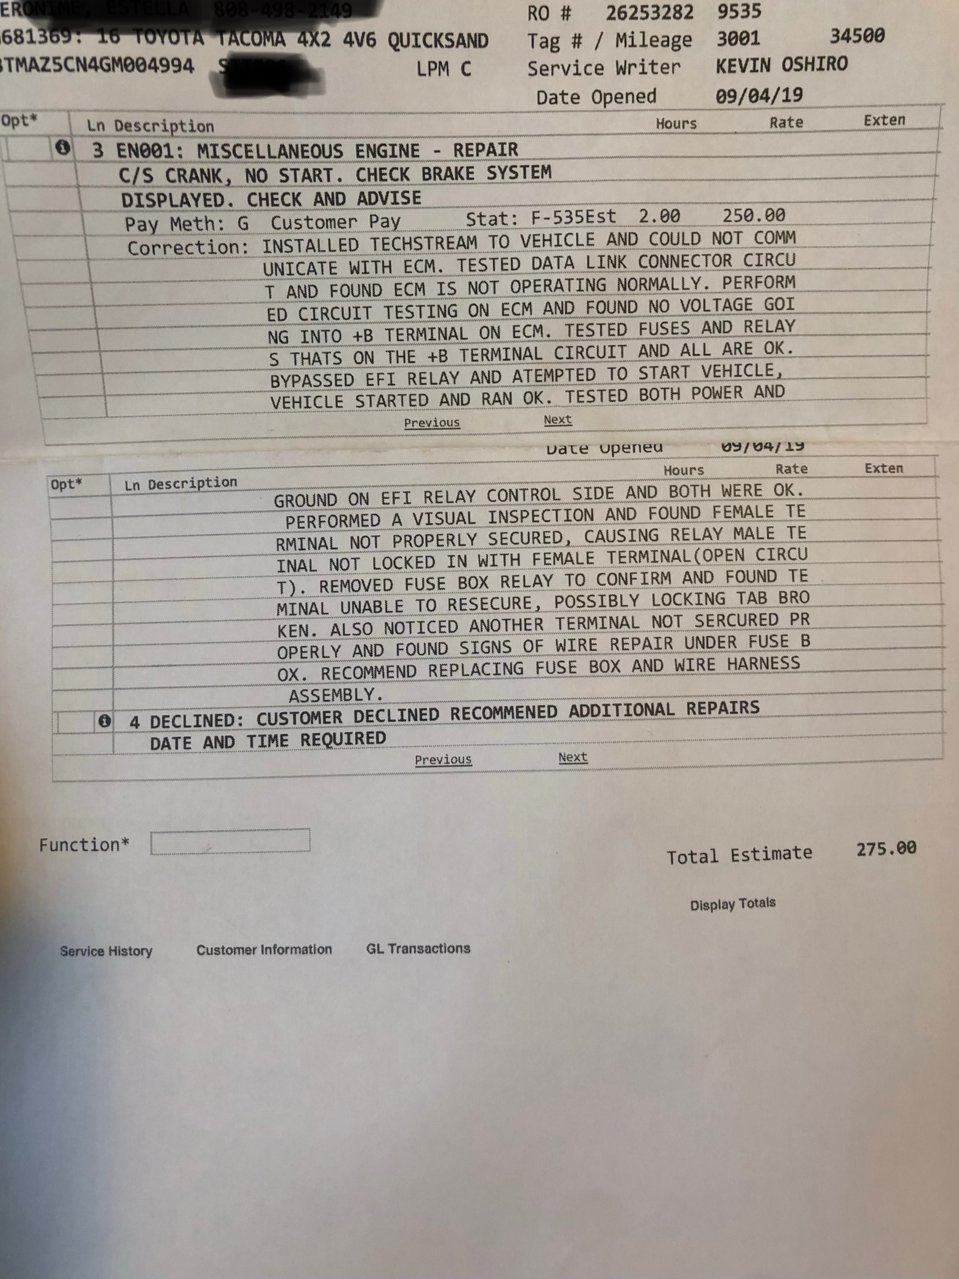 RO # 26253282 9535
681369: 16 TOYOTA TACOMA 4X2 4V6 QUICKSAND Tag # / Mileage 3001 34500
3TMAZ5CN4GM004994 LPM C Service Writer KEVIN OSHIRO
Date Opened 09/04/19
Opt* Ln Description Hours Rate Exten
3 EN001: MISCELLANEOUS ENGINE - REPAIR
C/S CRANK, NO START. CHECK BRAKE SYSTEM
DISPLAYED. CHECK AND ADVISE
Pay Meth: G Customer Pay Stat: F-535Est 2.00 250.00
Correction: INSTALLED TECHSTREAM TO VEHICLE AND COULD NOT COMM
UNICATE WITH ECM. TESTED DATA LINK CONNECTOR CIRCU
T AND FOUND ECM IS NOT OPERATING NORMALLY. PERFORM
ED CIRCUIT TESTING ON ECM AND FOUND NO VOLTAGE GOI
NG INTO +B TERMINAL ON ECM. TESTED FUSES AND RELAY
S THATS ON THE +B TERMINAL CIRCUIT AND ALL ARE OK.
BYPASSED EFI RELAY AND ATEMPTED TO START VEHICLE,
VEHICLE STARTED AND RAN OK. TESTED BOTH POWER AND
Previous Next
Date Opened 09/04/19
Hours Rate Exten
Opt* Ln Description
GROUND ON EFI RELAY CONTROL SIDE AND BOTH WERE OK.
PERFORMED A VISUAL INSPECTION AND FOUND FEMALE TE
RMINAL NOT PROPERLY SECURED, CAUSING RELAY MALE TE
INAL NOT LOCKED IN WITH FEMALE TERMINAL(OPEN CIRCU
T). REMOVED FUSE BOX RELAY TO CONFIRM AND FOUND TE
MINAL UNABLE TO RESECURE, POSSIBLY LOCKING TAB BRO
KEN. ALSO NOTICED ANOTHER TERMINAL NOT SERCURED PR
OPERLY AND FOUND SIGNS OF WIRE REPAIR UNDER FUSE B
OX. RECOMMEND REPLACING FUSE BOX AND WIRE HARNESS
ASSEMBLY.
4 DECLINED: CUSTOMER DECLINED RECOMMENED ADDITIONAL REPAIRS
DATE AND TIME REQUIRED
Previous Next
Function*
Total Estimate 275.00
Display Totals
Service History Customer Information GL Transactions